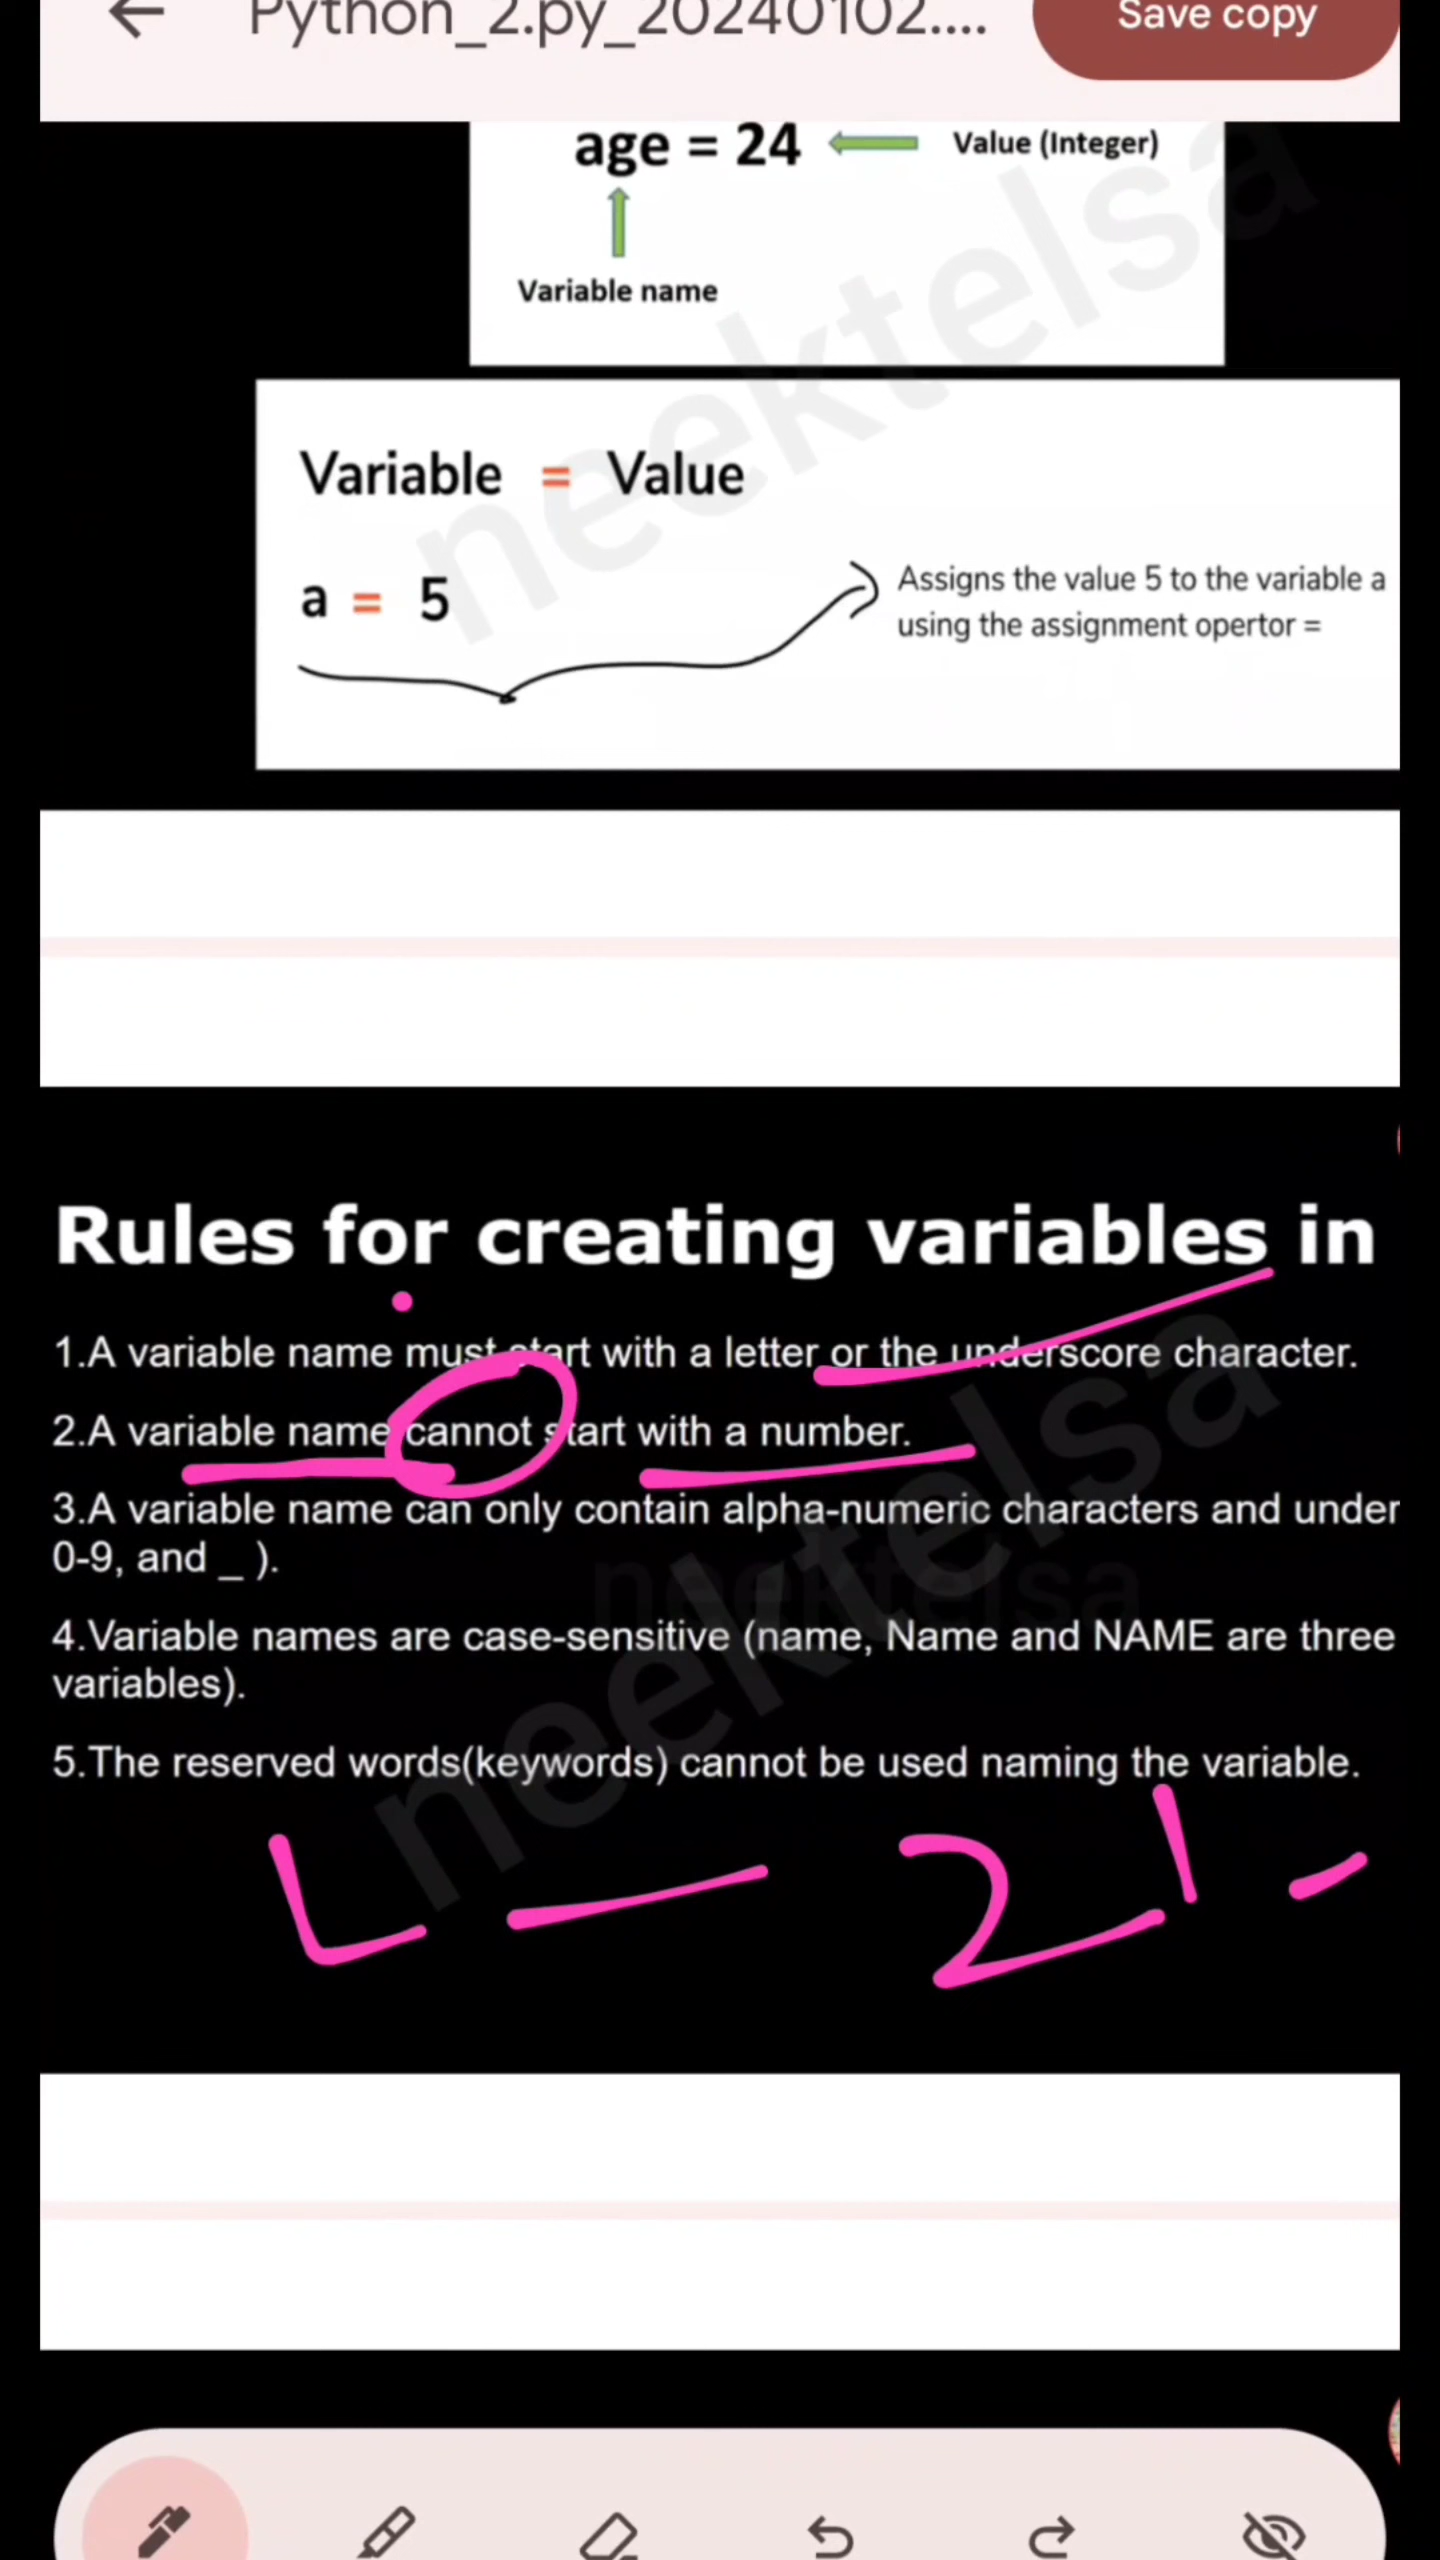 Python_2.py_20240102....
Save copy
age = 24
Value (Integer)
Variable name
Variable = Value
a = 5
Assigns the value 5 to the variable a
using the assignment opertor =
neektelsa
Rules for creating variables in
1.A variable name must start with a letter or the underscore character.
2.A variable name cannot start with a number.
3.A variable name can only contain alpha-numeric characters and under
0-9, and _ ).
4.Variable names are case-sensitive (name, Name and NAME are three
variables).
5.The reserved words(keywords) cannot be used naming the variable.
neektelsa
neektelsa